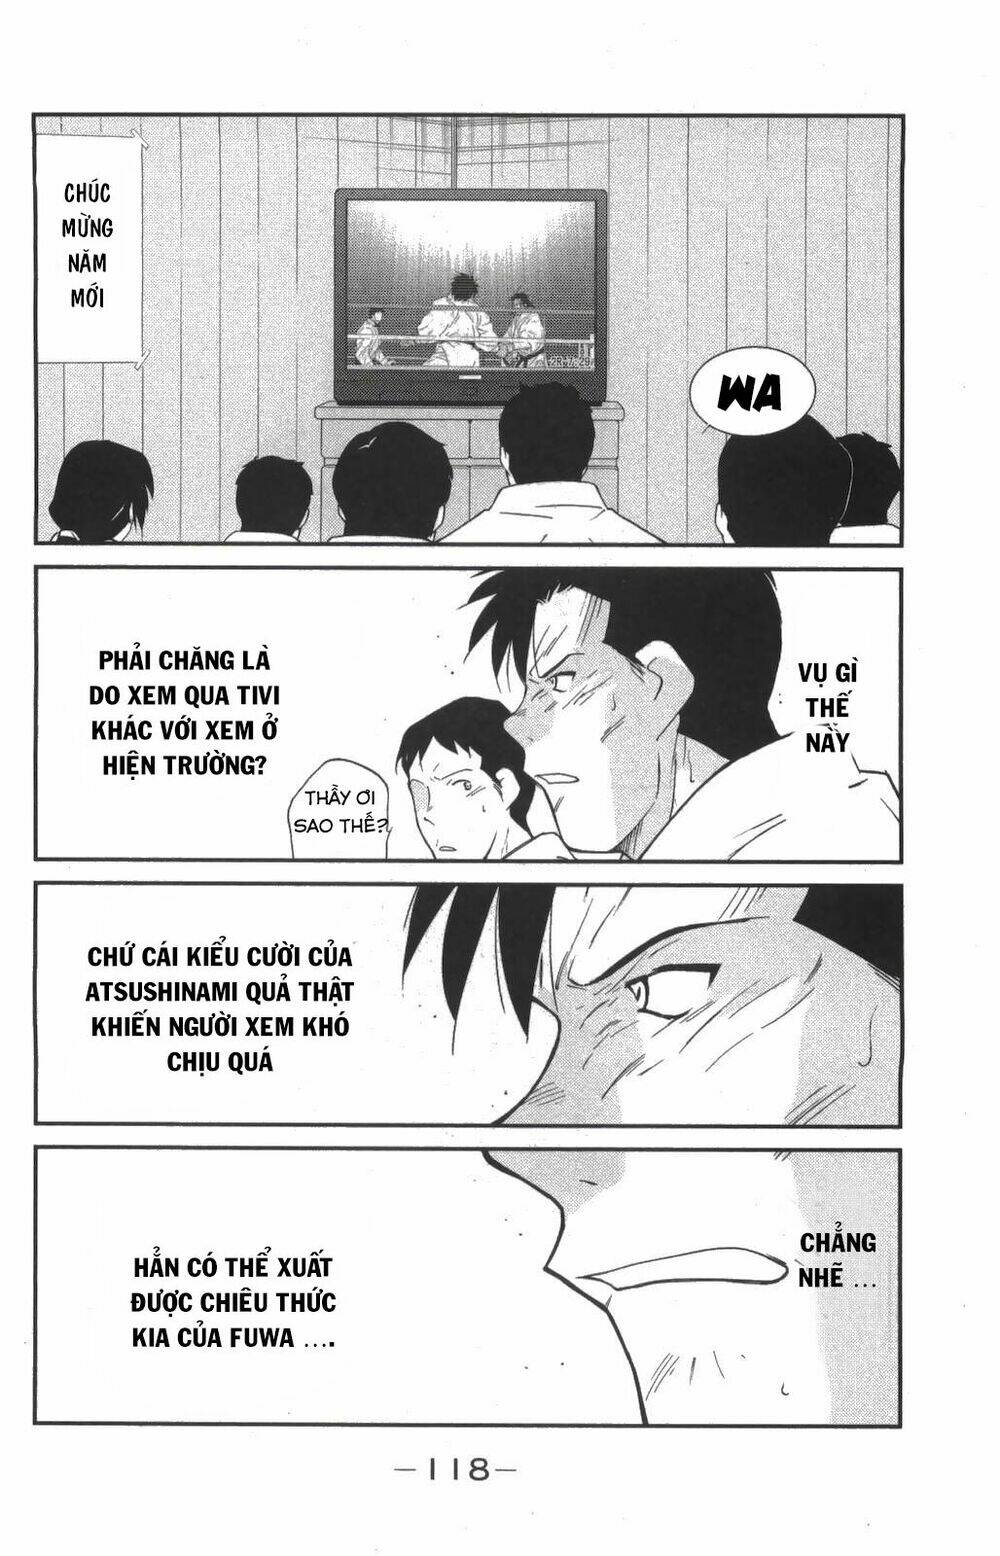 CHÚC
MỪNG
NĂM
MỚI
WA
VỤ GÌ
THẾ
NÀY
PHẢI CHĂNG LÀ
DO XEM QUA TIVI
KHÁC VỚI XEM Ở
HIỆN TRƯỜNG?
THẦY ƠI
SAO THẾ?
CHỨ CÁI KIỂU CƯỜI CỦA
ATSUSHINAMI QUẢ THẬT
KHIẾN NGƯỜI XEM KHÓ
CHỊU QUÁ
CHẲNG
NHẼ ...
HẲN CÓ THỂ XUẤT
ĐƯỢC CHIÊU THỨC
KIA CỦA FUWA ....
—118—